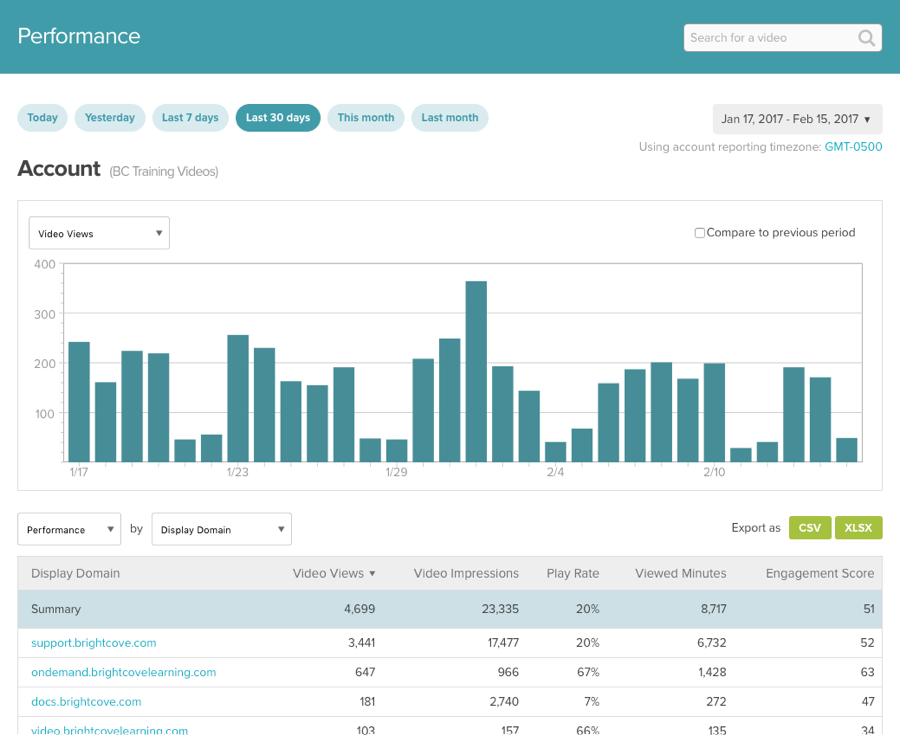 Performance
Search for a video
Today Yesterday Last 7 days Last 30 days This month Last month
Jan 17, 2017 - Feb 15, 2017 ▼
Using account reporting timezone: GMT-0500
Account (BC Training Videos)
Video Views ▼
Compare to previous period
400
300
200
100
1/17 1/23 1/29 2/4 2/10
Performance ▼ by Display Domain ▼ Export as CSV XLSX
Display Domain Video Views ▼ Video Impressions Play Rate Viewed Minutes Engagement Score
Summary 4,699 23,335 20% 8,717 51
support.brightcove.com 3,441 17,477 20% 6,732 52
ondemand.brightcovelearning.com 647 966 67% 1,428 63
docs.brightcove.com 181 2,740 7% 272 47
video.brightcovelearning.com 103 157 66% 135 34